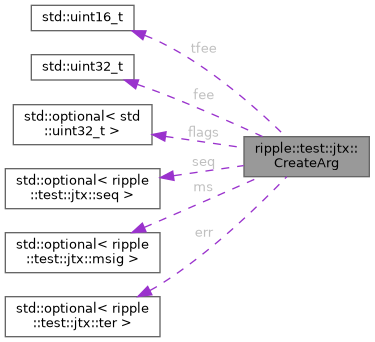 std::uint16_t
tfee
std::uint32_t
fee
std::optional< std
::uint32_t >
flags
ripple::test::jtx::
CreateArg
std::optional< ripple
::test::jtx::seq >
seq
ms
std::optional< ripple
::test::jtx::msig >
err
std::optional< ripple
::test::jtx::ter >